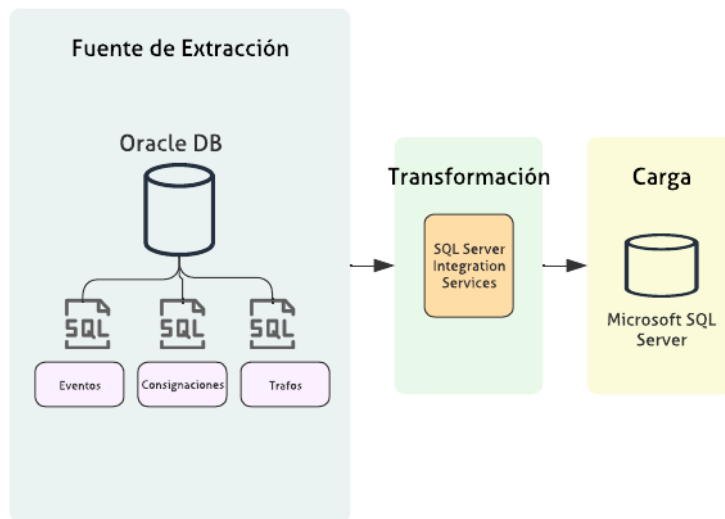 Fuente de Extracción
Oracle DB
SQL
SQL
SQL
Eventos
Consignaciones
Trafos
Transformación
SQL Server
Integration
Services
Carga
Microsoft SQL
Server